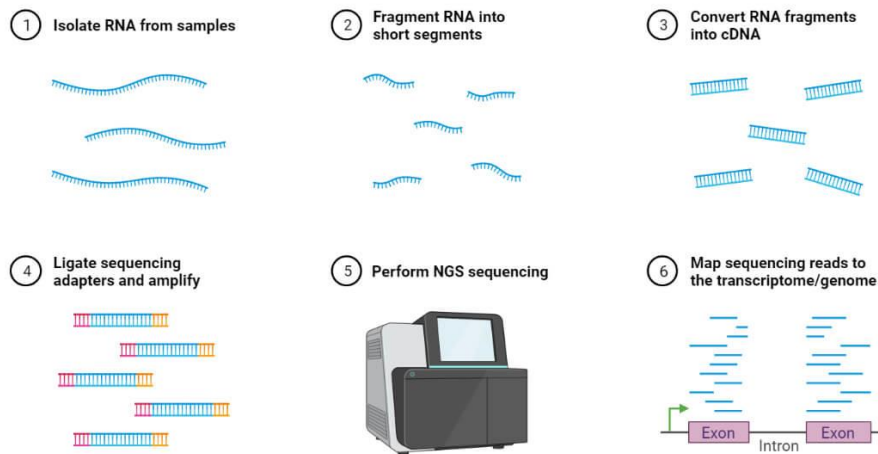 1 Isolate RNA from samples
2 Fragment RNA into
short segments
3 Convert RNA fragments
into cDNA
4 Ligate sequencing
adapters and amplify
5 Perform NGS sequencing
6 Map sequencing reads to
the transcriptome/genome
Exon
Intron
Exon